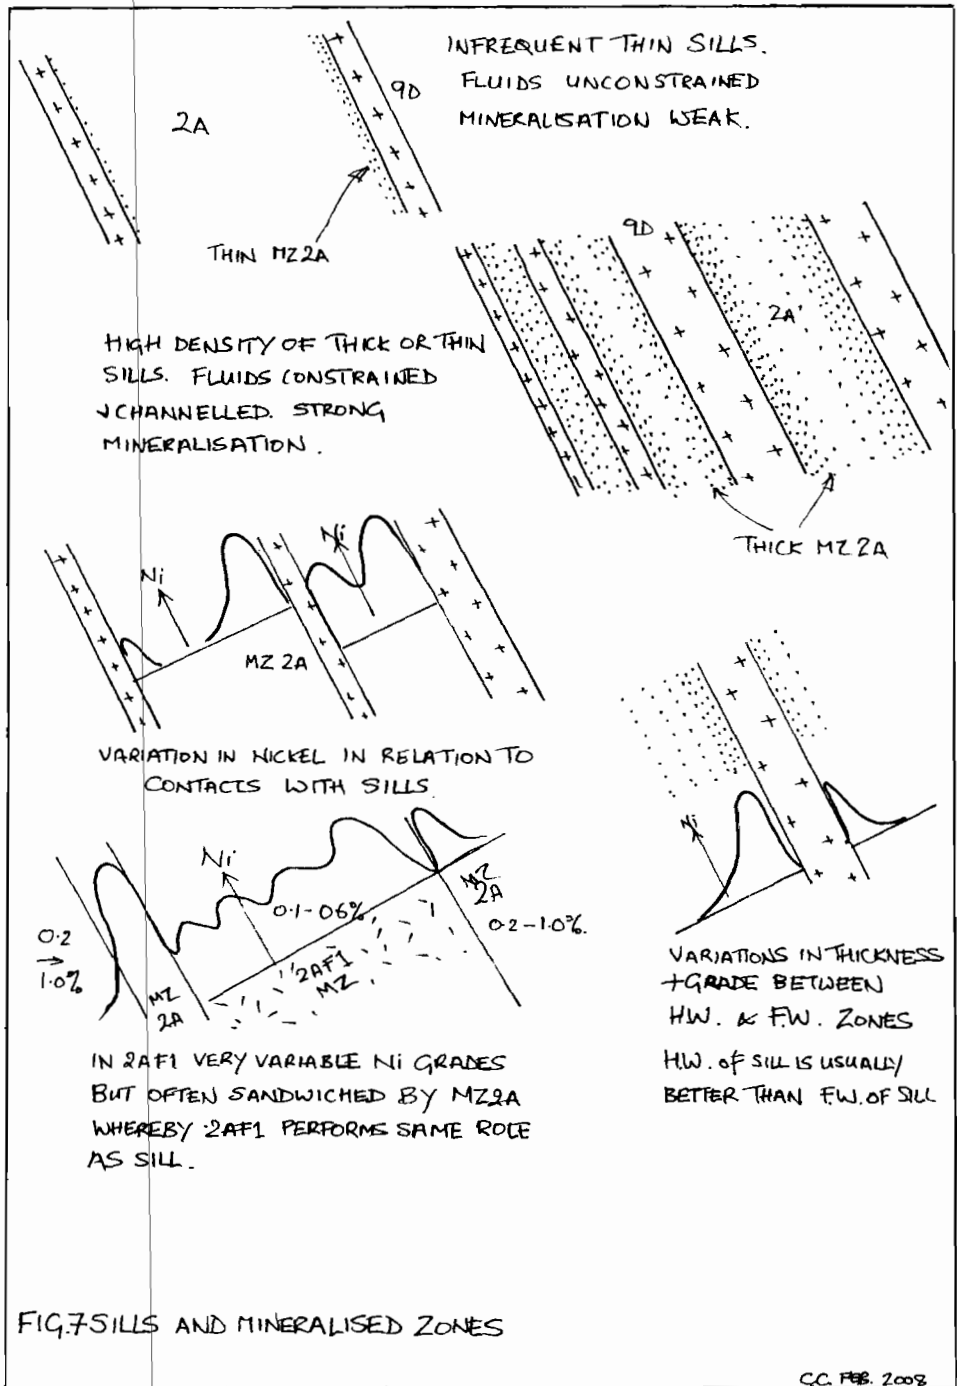 INFREQUENT THIN SILLS.
FLUIDS UNCONSTRAINED
MINERALISATION WEAK.
2A
9D
THIN MZ2A
9D
2A
HIGH DENSITY OF THICK OR THIN
SILLS. FLUIDS CONSTRAINED
& CHANNELLED. STRONG
MINERALISATION.
THICK MZ 2A
Ni
Ni
MZ 2A
VARIATION IN NICKEL IN RELATION TO
CONTACTS WITH SILLS.
Ni
Ni
0.1-0.6%
MZ
2A
0.2-1.0%.
0.2
→
1.0%
MZ
2A
2AF1
MZ
VARIATIONS IN THICKNESS
+ GRADE BETWEEN
H.W. & F.W. ZONES
H.W. OF SILL IS USUALLY
BETTER THAN F.W. OF SILL
IN 2AF1 VERY VARIABLE Ni GRADES
BUT OFTEN SANDWICHED BY MZ2A
WHEREBY 2AF1 PERFORMS SAME ROLE
AS SILL.
FIG.7 SILLS AND MINERALISED ZONES
C.C. FEB. 2008